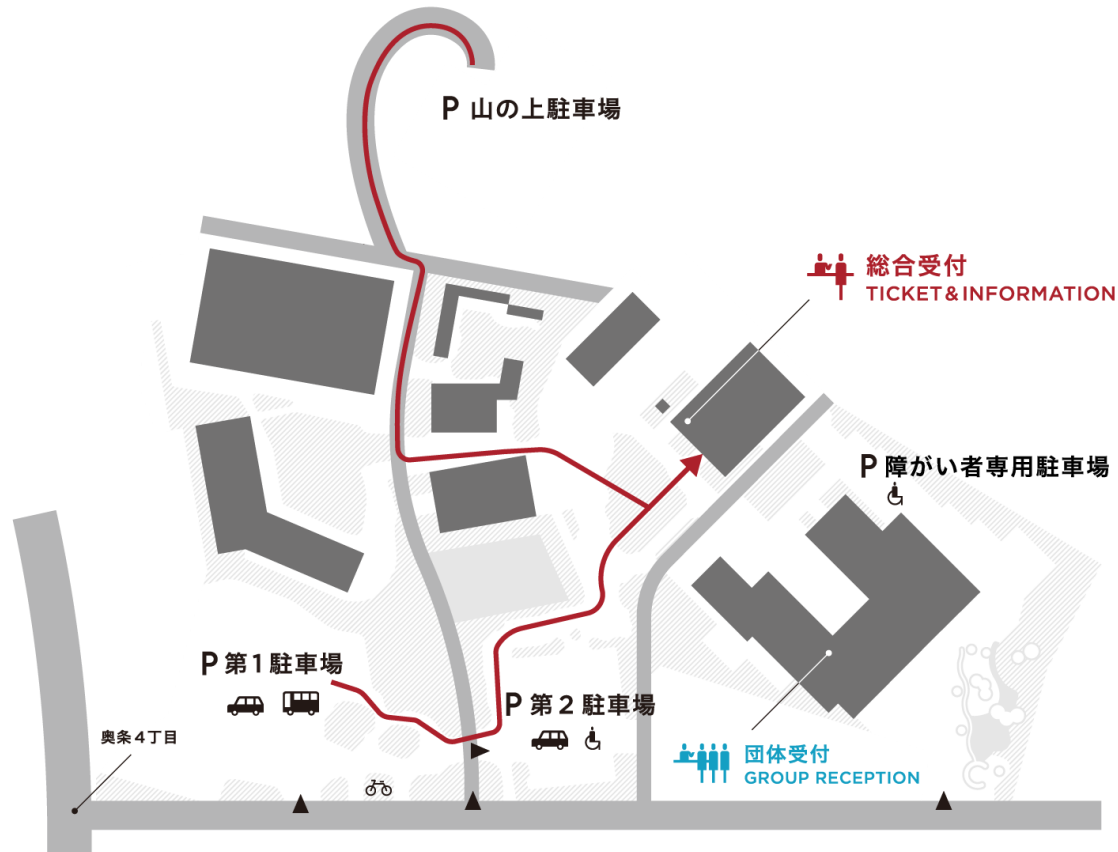 P 山の上駐車場
総合受付
TICKET & INFORMATION
P 障がい者専用駐車場
P 第1駐車場
P 第2駐車場
奥条4丁目
団体受付
GROUP RECEPTION